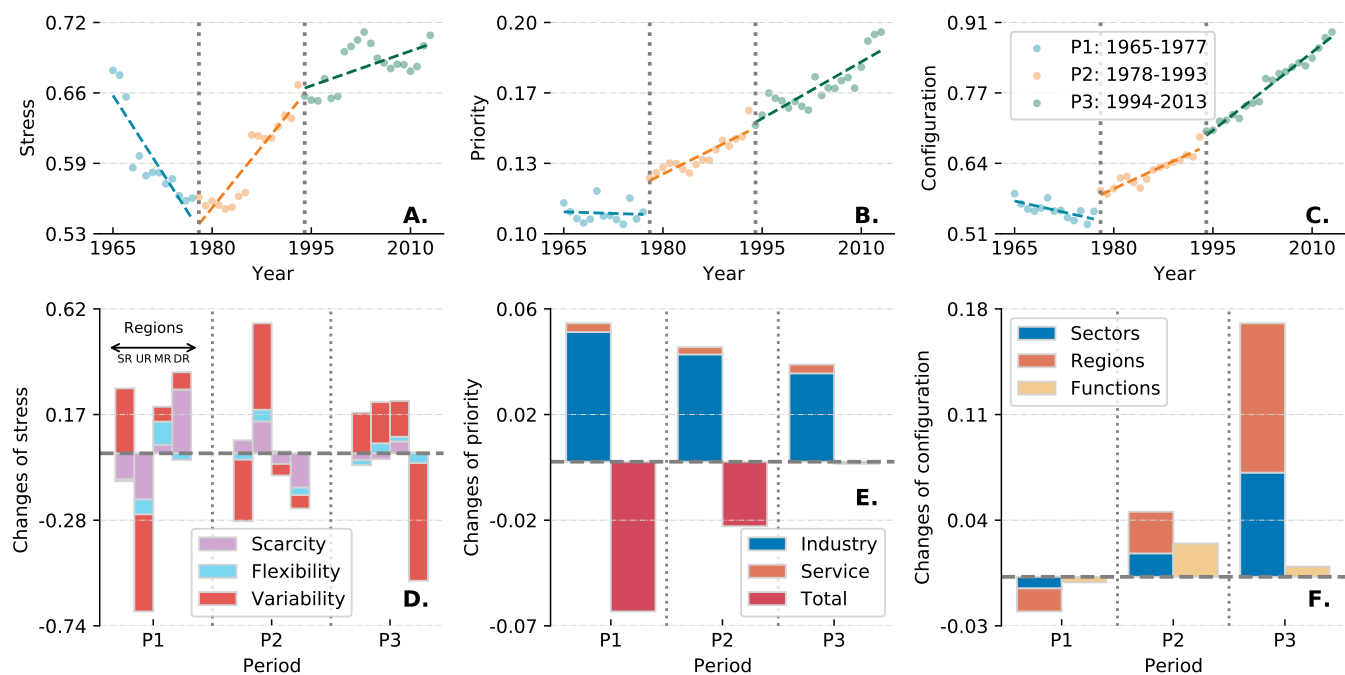 Stress
0.72
0.66
0.59
0.53
1965
1980
1995
2010
Year
A.
Priority
0.20
0.17
0.13
0.10
1965
1980
1995
2010
Year
B.
Configuration
0.91
0.77
0.64
0.51
P1: 1965-1977
P2: 1978-1993
P3: 1994-2013
1965
1980
1995
2010
Year
C.
Changes of stress
0.62
0.17
-0.28
-0.74
Regions
SR UR MR DR
Scarcity
Flexibility
Variability
D.
P1
P2
P3
Period
Changes of priority
0.06
0.02
-0.02
-0.07
E.
Industry
Service
Total
P1
P2
P3
Period
Changes of configuration
0.18
0.11
0.04
-0.03
Sectors
Regions
Functions
F.
P1
P2
P3
Period